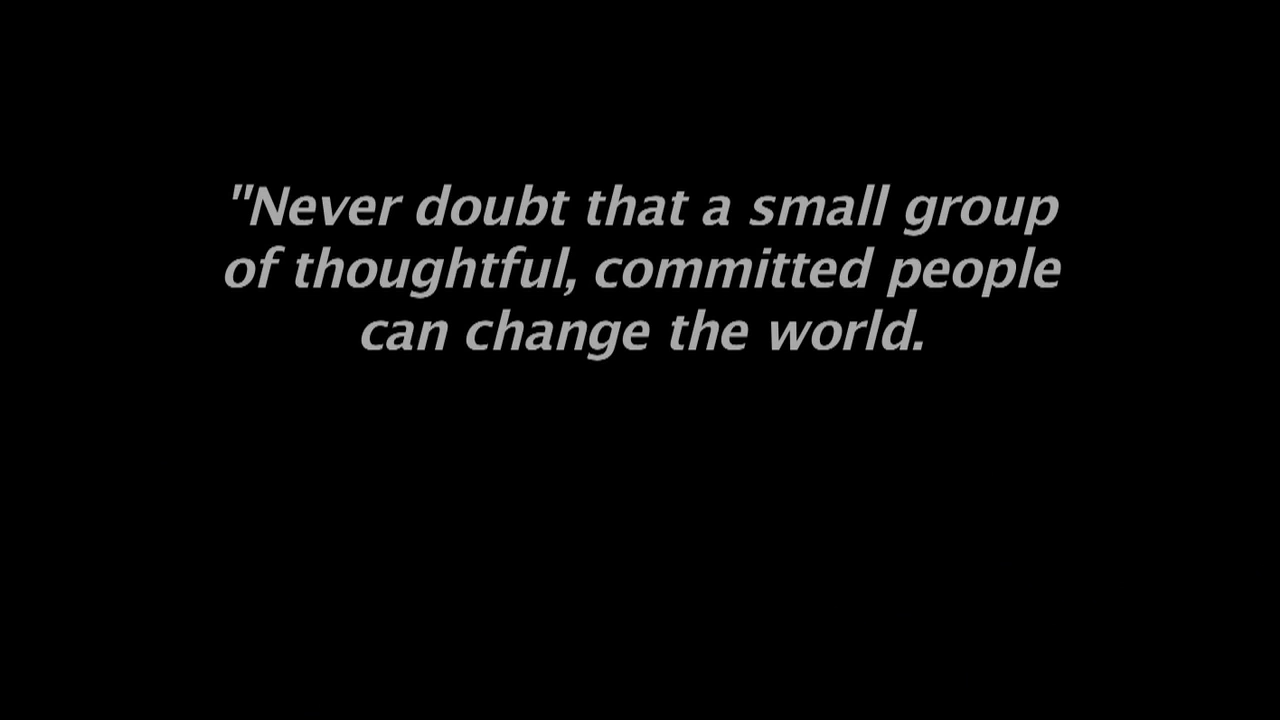 "Never doubt that a small group
of thoughtful, committed people
can change the world.